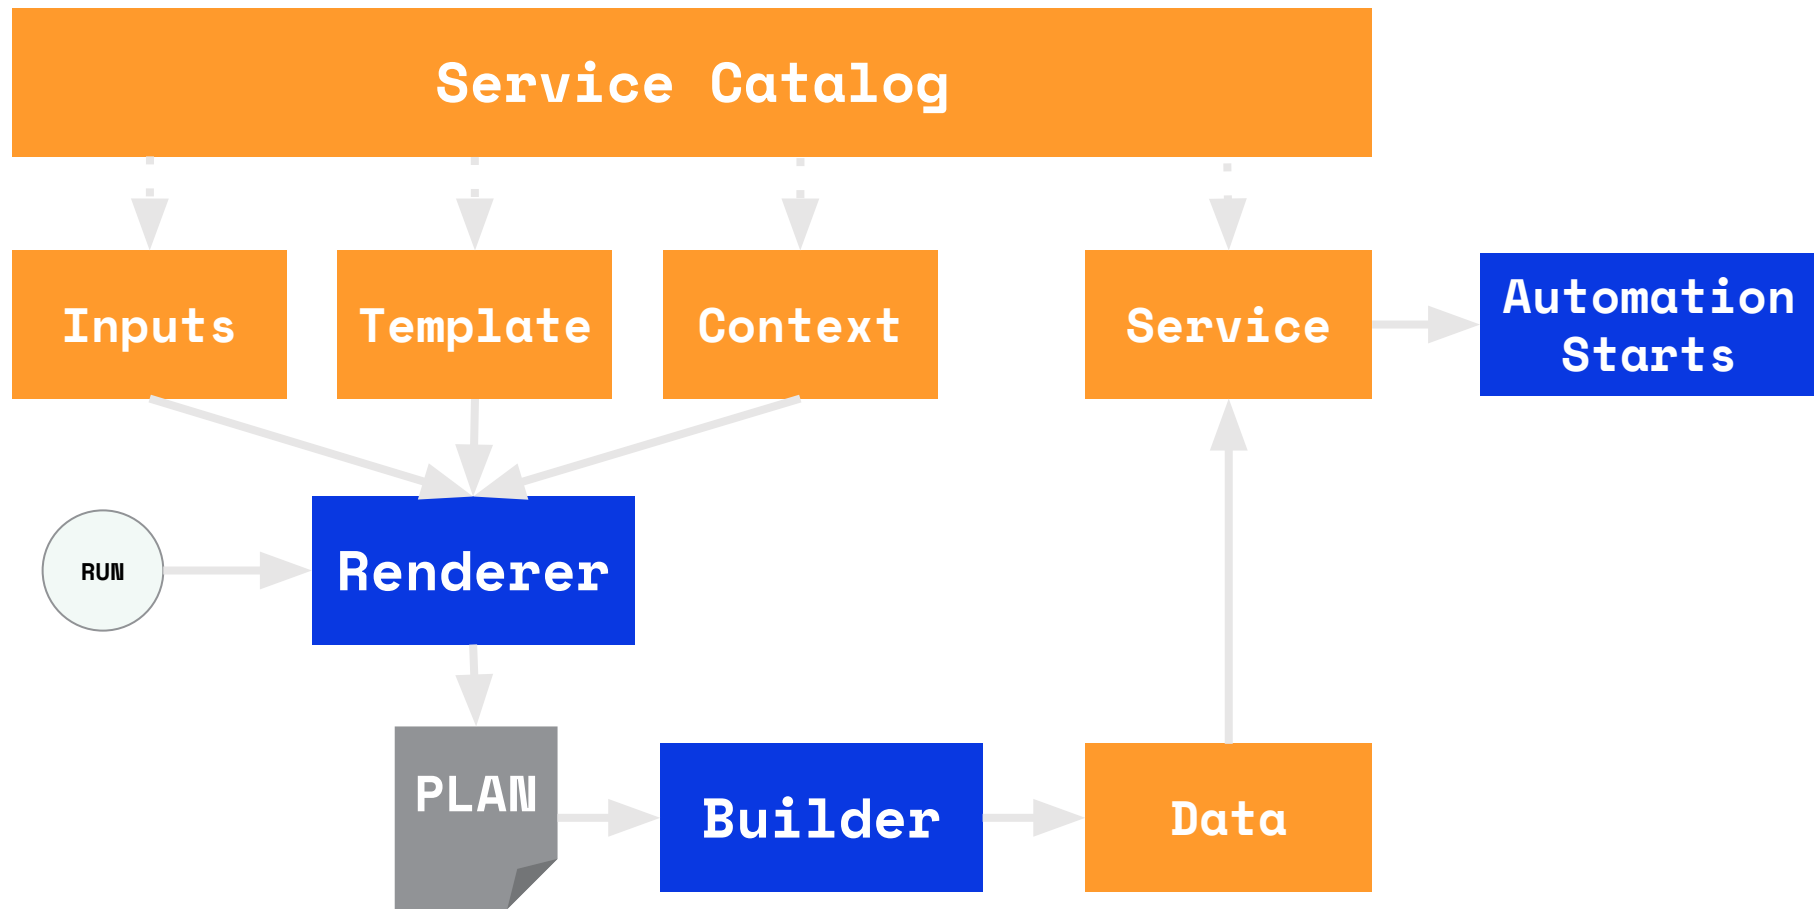 Service Catalog
Inputs
Template
Context
Service
Automation
Starts
RUN
Renderer
PLAN
Builder
Data